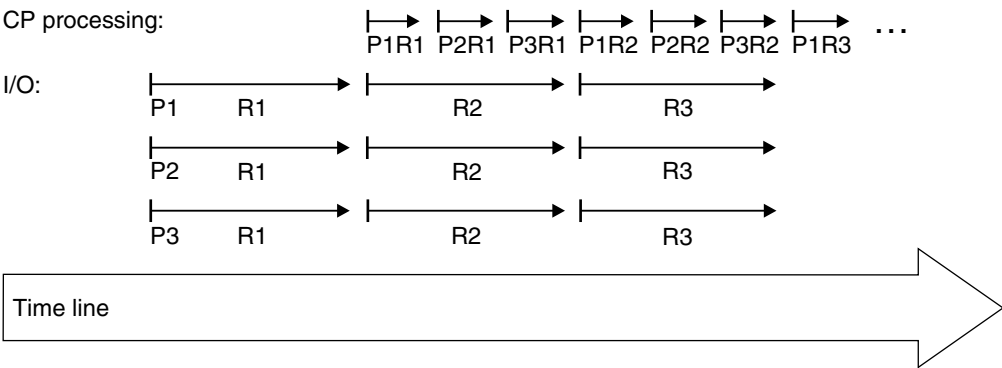 CP processing:
P1R1 P2R1 P3R1 P1R2 P2R2 P3R2 P1R3 ...
I/O:
P1 R1 R2 R3
P2 R1 R2 R3
P3 R1 R2 R3
Time line